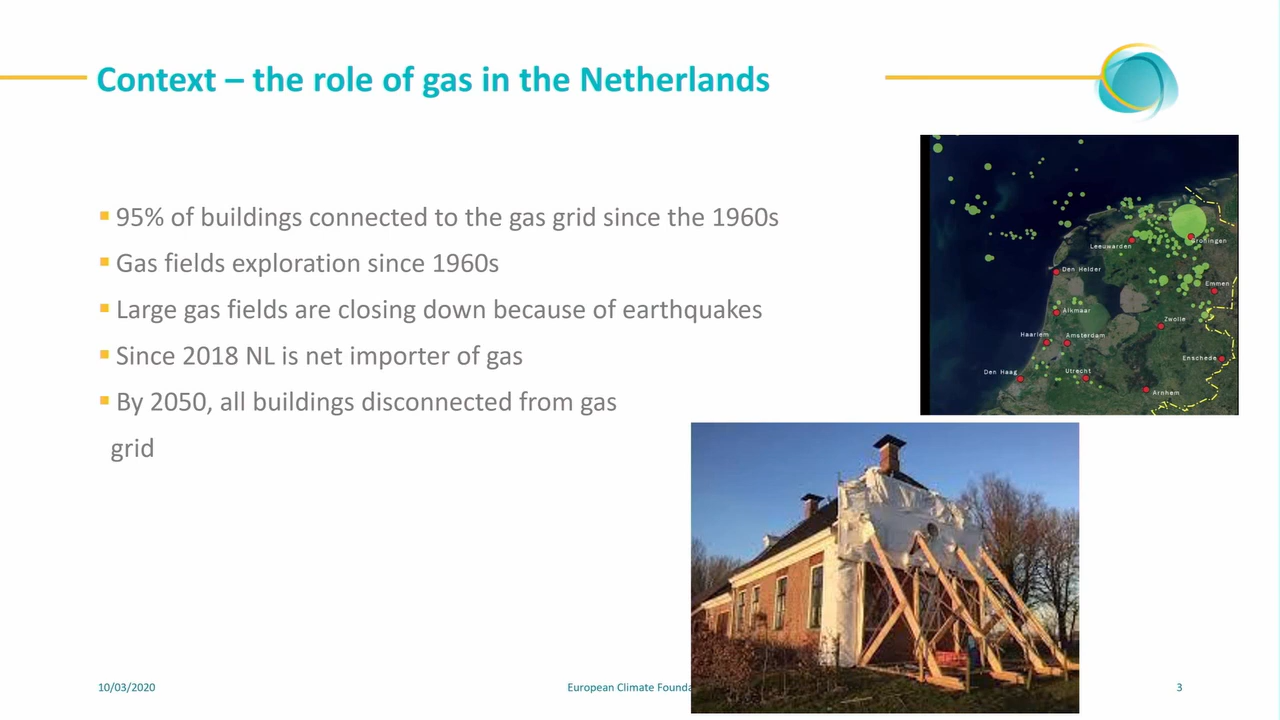 Context – the role of gas in the Netherlands
▪ 95% of buildings connected to the gas grid since the 1960s
▪ Gas fields exploration since 1960s
▪ Large gas fields are closing down because of earthquakes
▪ Since 2018 NL is net importer of gas
▪ By 2050, all buildings disconnected from gas
grid
Leeuwarden
Groningen
Den Helder
Emmen
Alkmaar
Zwolle
Haarlem
Amsterdam
Enschede
Den Haag
Utrecht
Arnhem
10/03/2020
European Climate Founda
3